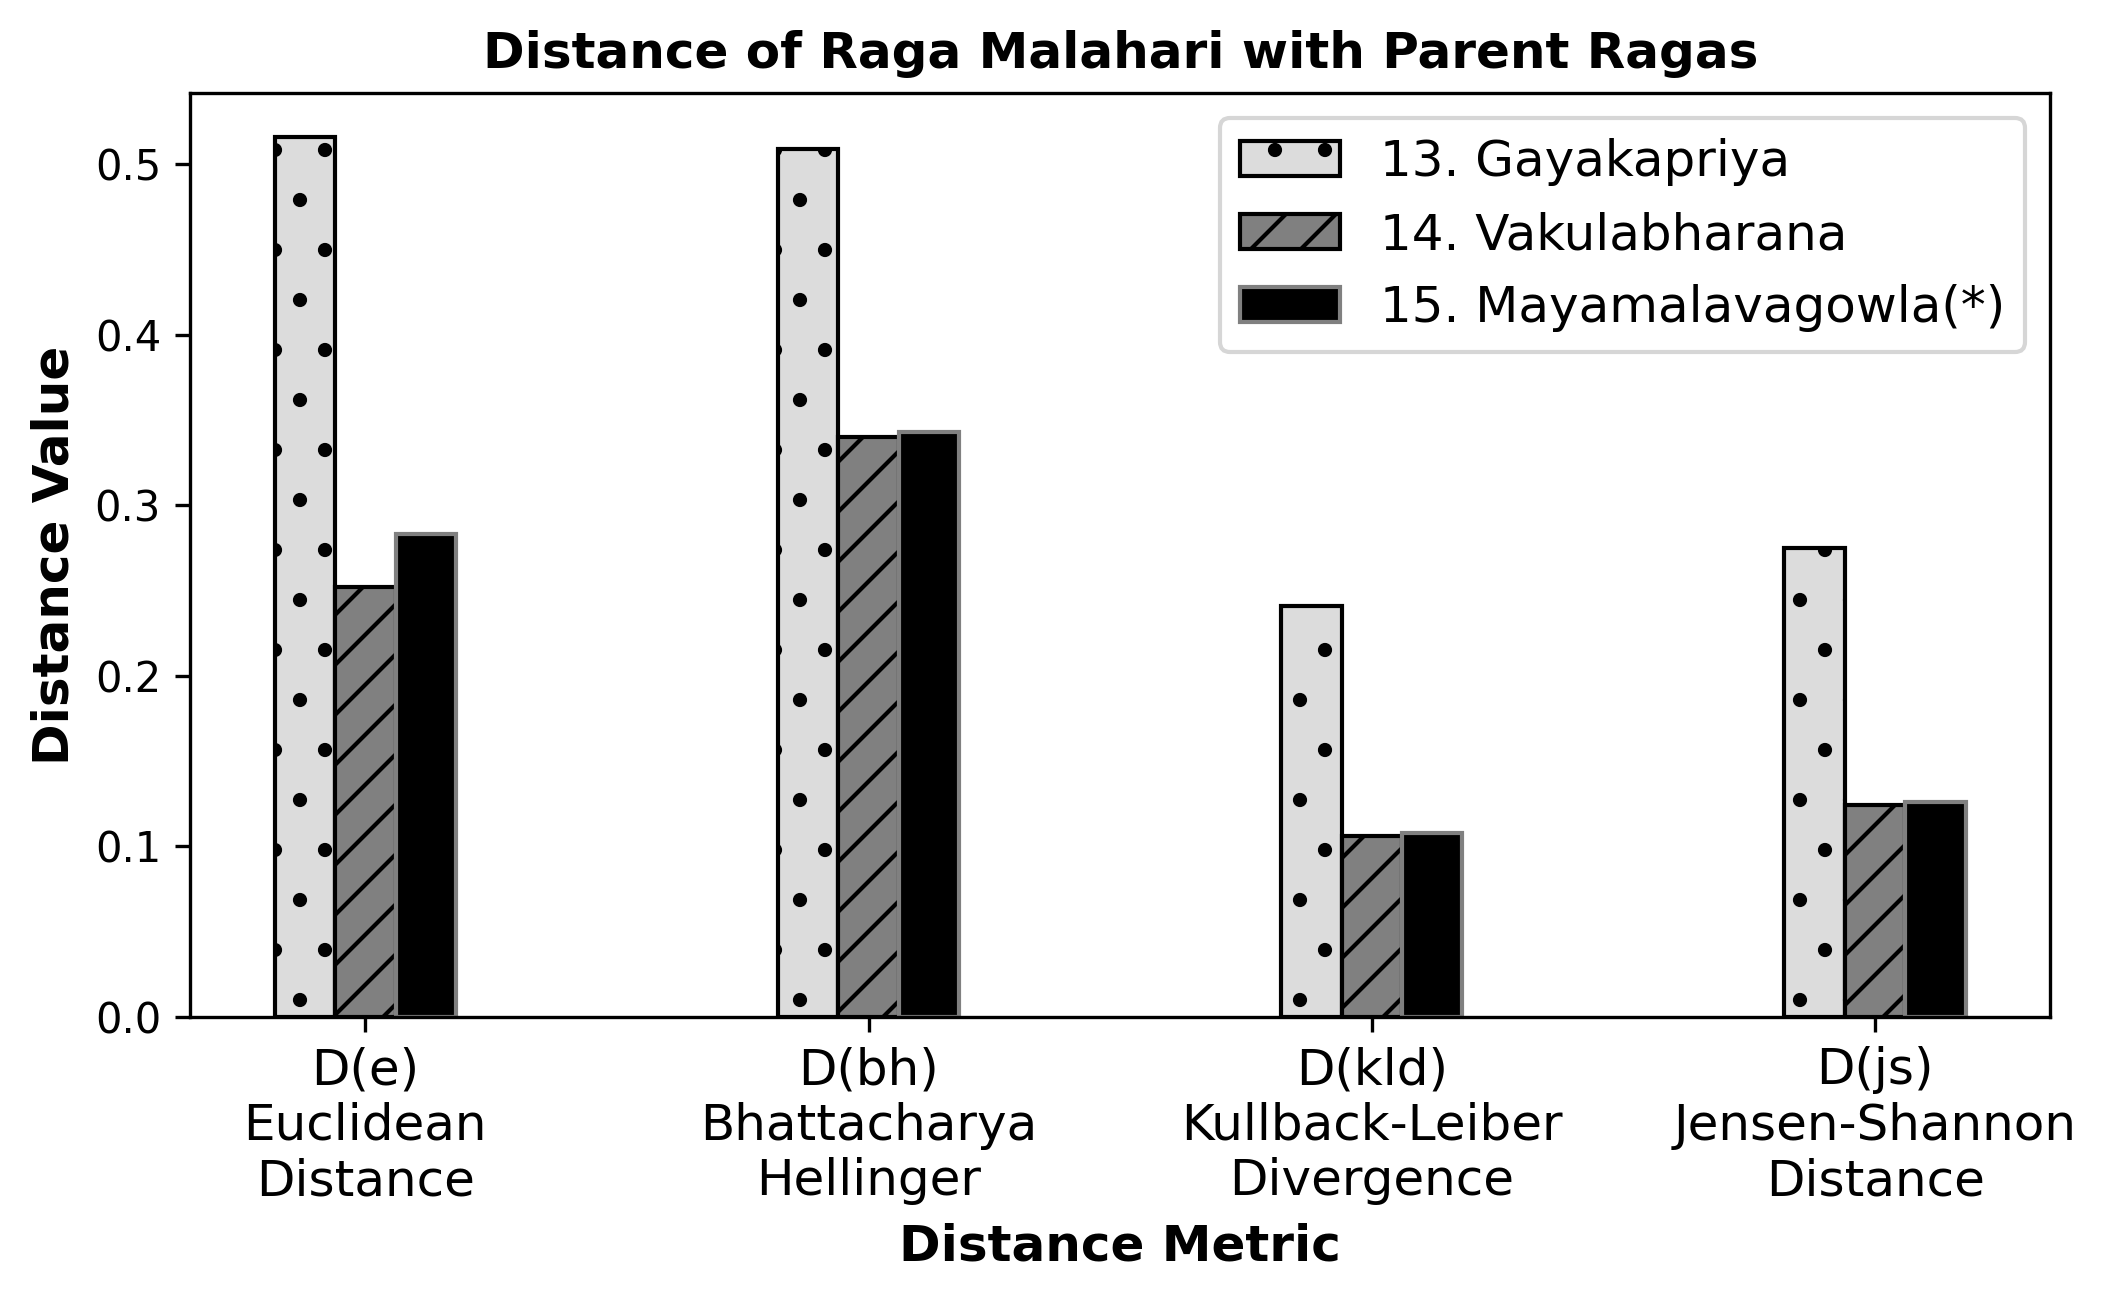 Distance of Raga Malahari with Parent Ragas
13. Gayakapriya
14. Vakulabharana
15. Mayamalavagowla(*)
Distance Value
0.5
0.4
0.3
0.2
0.1
0.0
D(e)
Euclidean
Distance
D(bh)
Bhattacharya
Hellinger
D(kld)
Kullback-Leiber
Divergence
D(js)
Jensen-Shannon
Distance
Distance Metric